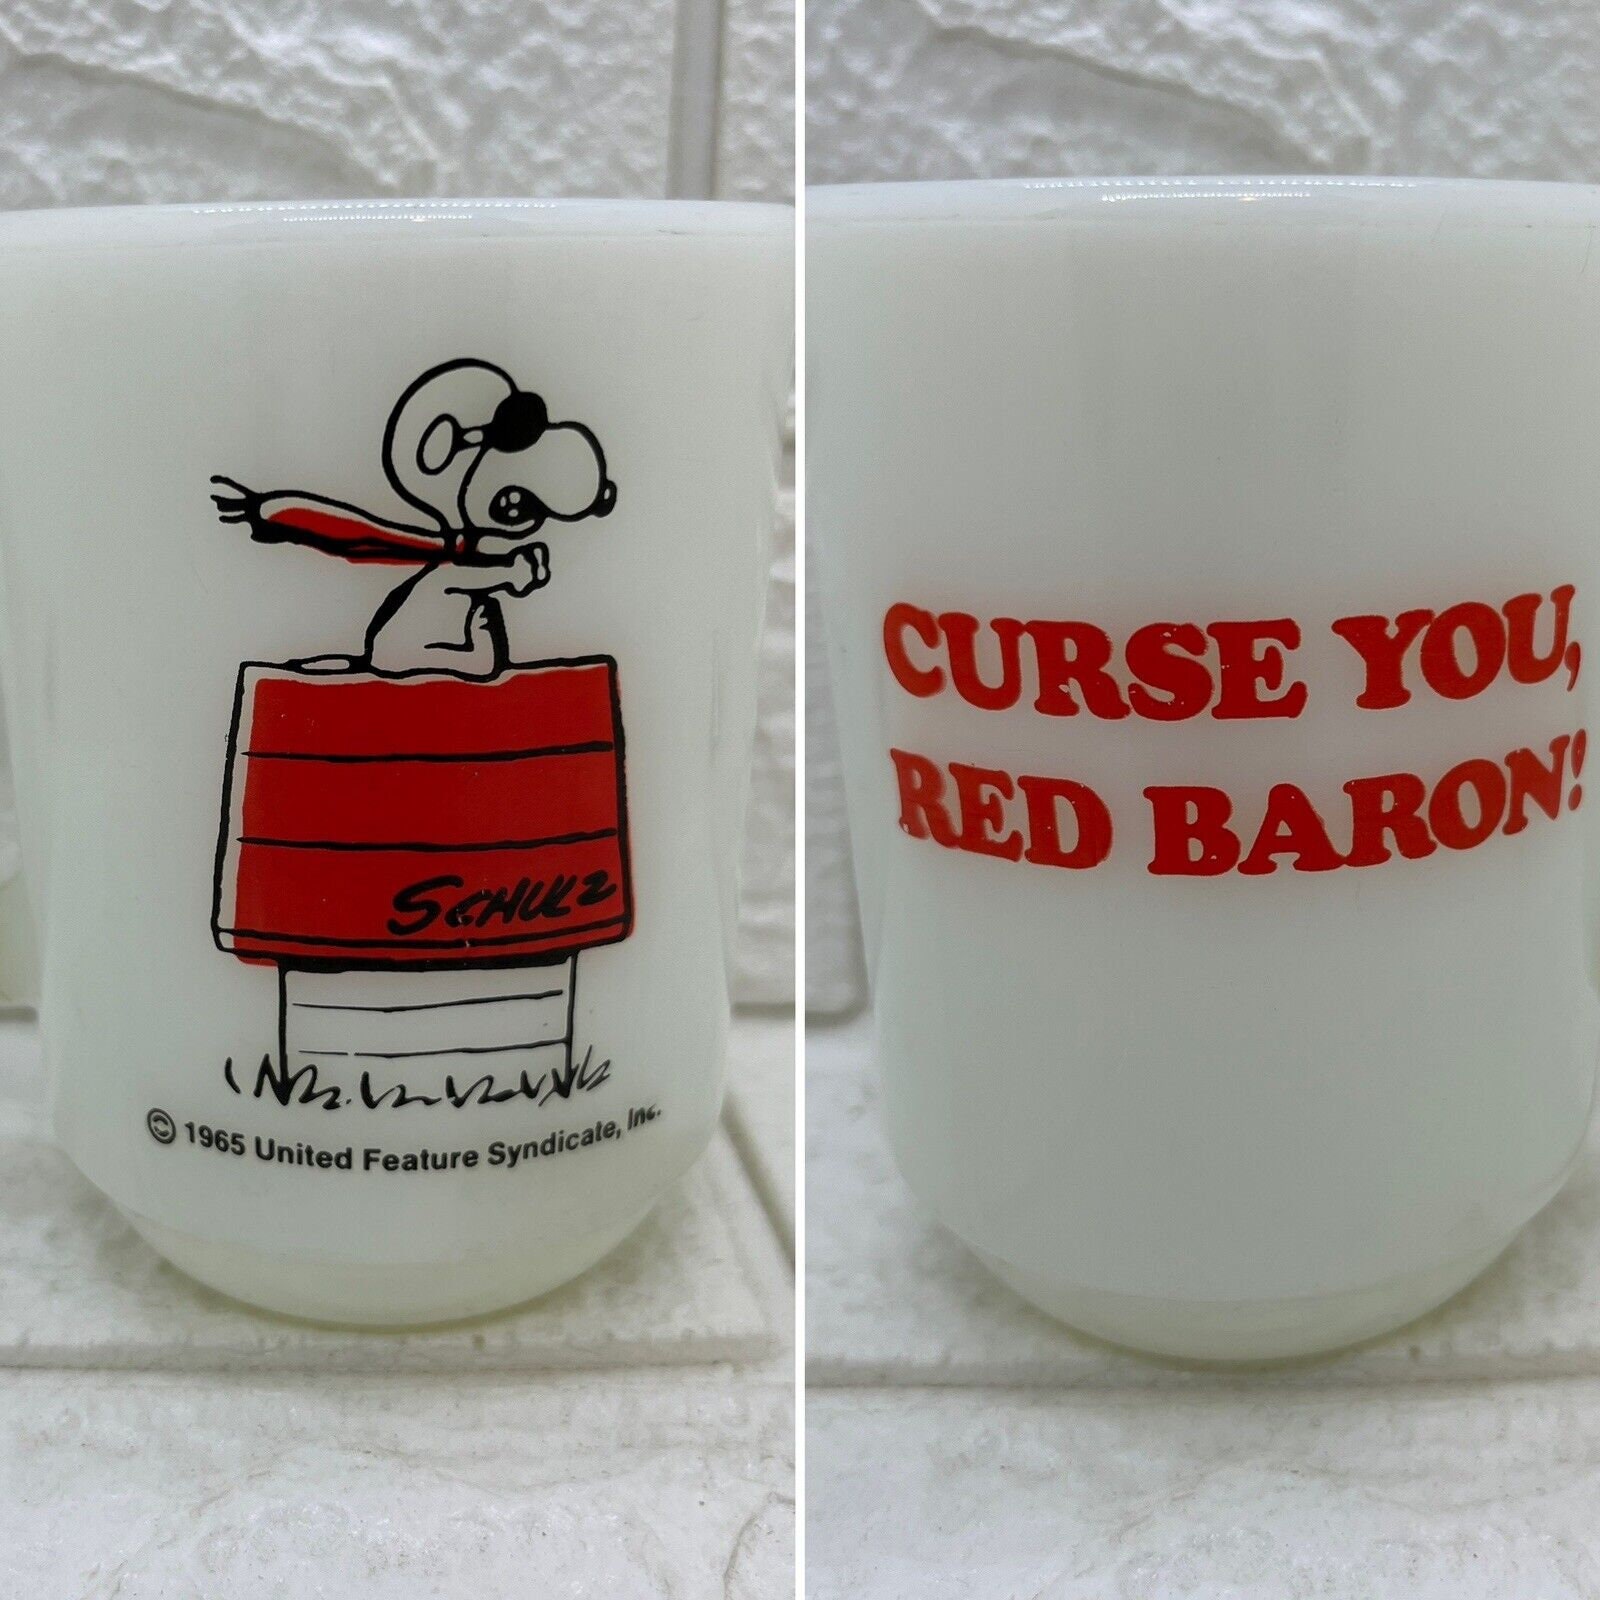 SCHULZ
© 1965 United Feature Syndicate, Inc.
CURSE YOU,
RED BARON!